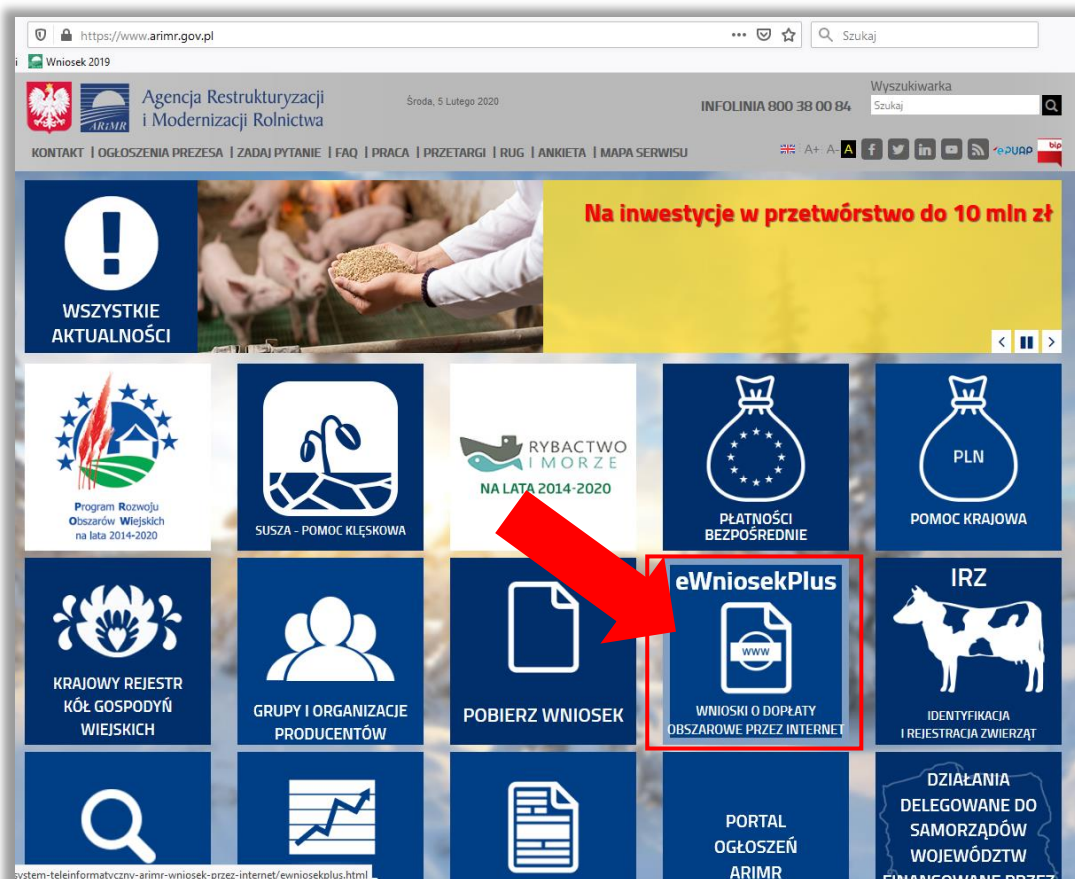 https://www.arimr.gov.pl
Szukaj
i Wniosek 2019
Agencja Restrukturyzacji
i Modernizacji Rolnictwa
ARiMR
Środa, 5 Lutego 2020
INFOLINIA 800 38 00 84
Wyszukiwarka
Szukaj
KONTAKT | OGŁOSZENIA PREZESA | ZADAJ PYTANIE | FAQ | PRACA | PRZETARGI | RUG | ANKIETA | MAPA SERWISU
A+ A- A f in ePUAP bip
WSZYSTKIE
AKTUALNOŚCI
Na inwestycje w przetwórstwo do 10 mln zł
Program Rozwoju
Obszarów Wiejskich
na lata 2014-2020
SUSZA - POMOC KLĘSKOWA
RYBACTWO
I MORZE
NA LATA 2014-2020
PŁATNOŚCI
BEZPOŚREDNIE
PLN
POMOC KRAJOWA
KRAJOWY REJESTR
KÓŁ GOSPODYŃ
WIEJSKICH
GRUPY I ORGANIZACJE
PRODUCENTÓW
POBIERZ WNIOSEK
eWniosekPlus
www
WNIOSKI O DOPŁATY
OBSZAROWE PRZEZ INTERNET
IRZ
IDENTYFIKACJA
I REJESTRACJA ZWIERZĄT
PORTAL
OGŁOSZEŃ
ARIMR
DZIAŁANIA
DELEGOWANE DO
SAMORZĄDÓW
WOJEWÓDZTW
FINANSOWANE PRZEZ
system-teleinformatyczny-arimr-wniosek-przez-internet/ewniosekplus.html